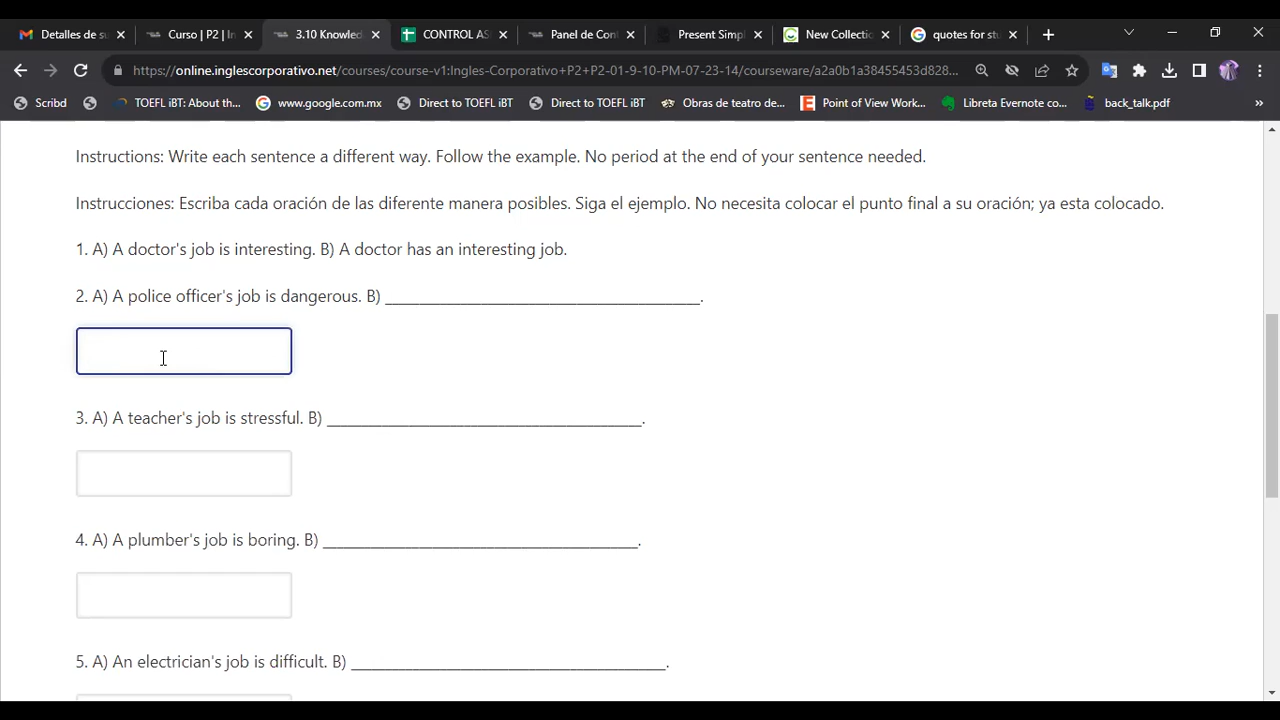 Detalles de su
Curso | P2 | In
3.10 Knowled
CONTROL AS
Panel de Con
Present Simpl
New Collectio
quotes for stu
https://online.inglescorporativo.net/courses/course-v1:Ingles-Corporativo+P2+P2-01-9-10-PM-07-23-14/courseware/a2a0b1a38455453d828...
Scribd
TOEFL iBT: About th...
www.google.com.mx
Direct to TOEFL iBT
Direct to TOEFL iBT
Obras de teatro de...
Point of View Work...
Libreta Evernote co...
back_talk.pdf
»
Instructions: Write each sentence a different way. Follow the example. No period at the end of your sentence needed.
Instrucciones: Escriba cada oración de las diferente manera posibles. Siga el ejemplo. No necesita colocar el punto final a su oración; ya esta colocado.
1. A) A doctor's job is interesting. B) A doctor has an interesting job.
2. A) A police officer's job is dangerous. B) ____________________________________.
3. A) A teacher's job is stressful. B) ____________________________________.
4. A) A plumber's job is boring. B) ____________________________________.
5. A) An electrician's job is difficult. B) ____________________________________.